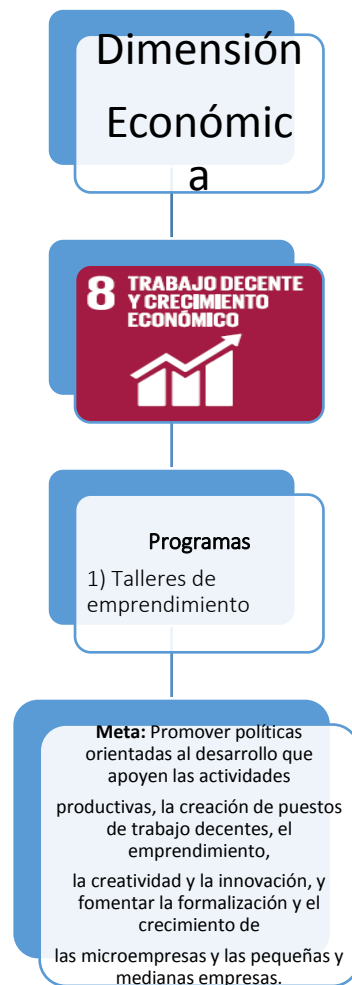 Dimensión
Económic
a
8 TRABAJO DECENTE
Y CRECIMIENTO
ECONÓMICO
Programas
1) Talleres de
emprendimiento
Meta: Promover políticas
orientadas al desarrollo que
apoyen las actividades
productivas, la creación de puestos
de trabajo decentes, el
emprendimiento,
la creatividad y la innovación, y
fomentar la formalización y el
crecimiento de
las microempresas y las pequeñas y
medianas empresas.